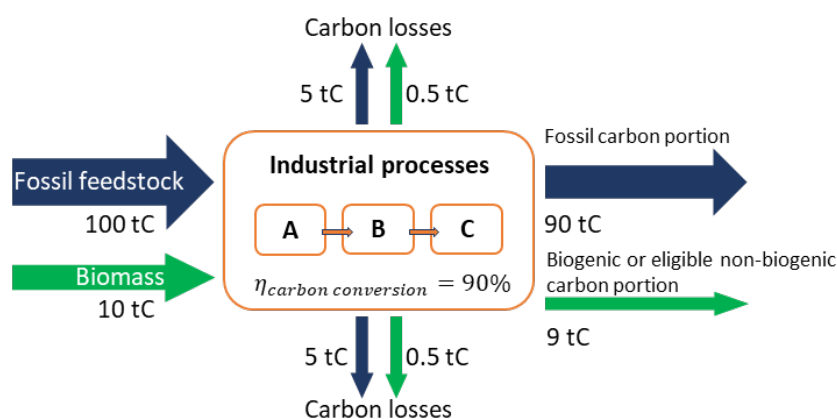 Carbon losses
5 tC
0.5 tC
Fossil feedstock
100 tC
Biomass
10 tC
Industrial processes
A
B
C
η carbon conversion = 90%
Fossil carbon portion
90 tC
Biogenic or eligible non-biogenic
carbon portion
9 tC
5 tC
0.5 tC
Carbon losses